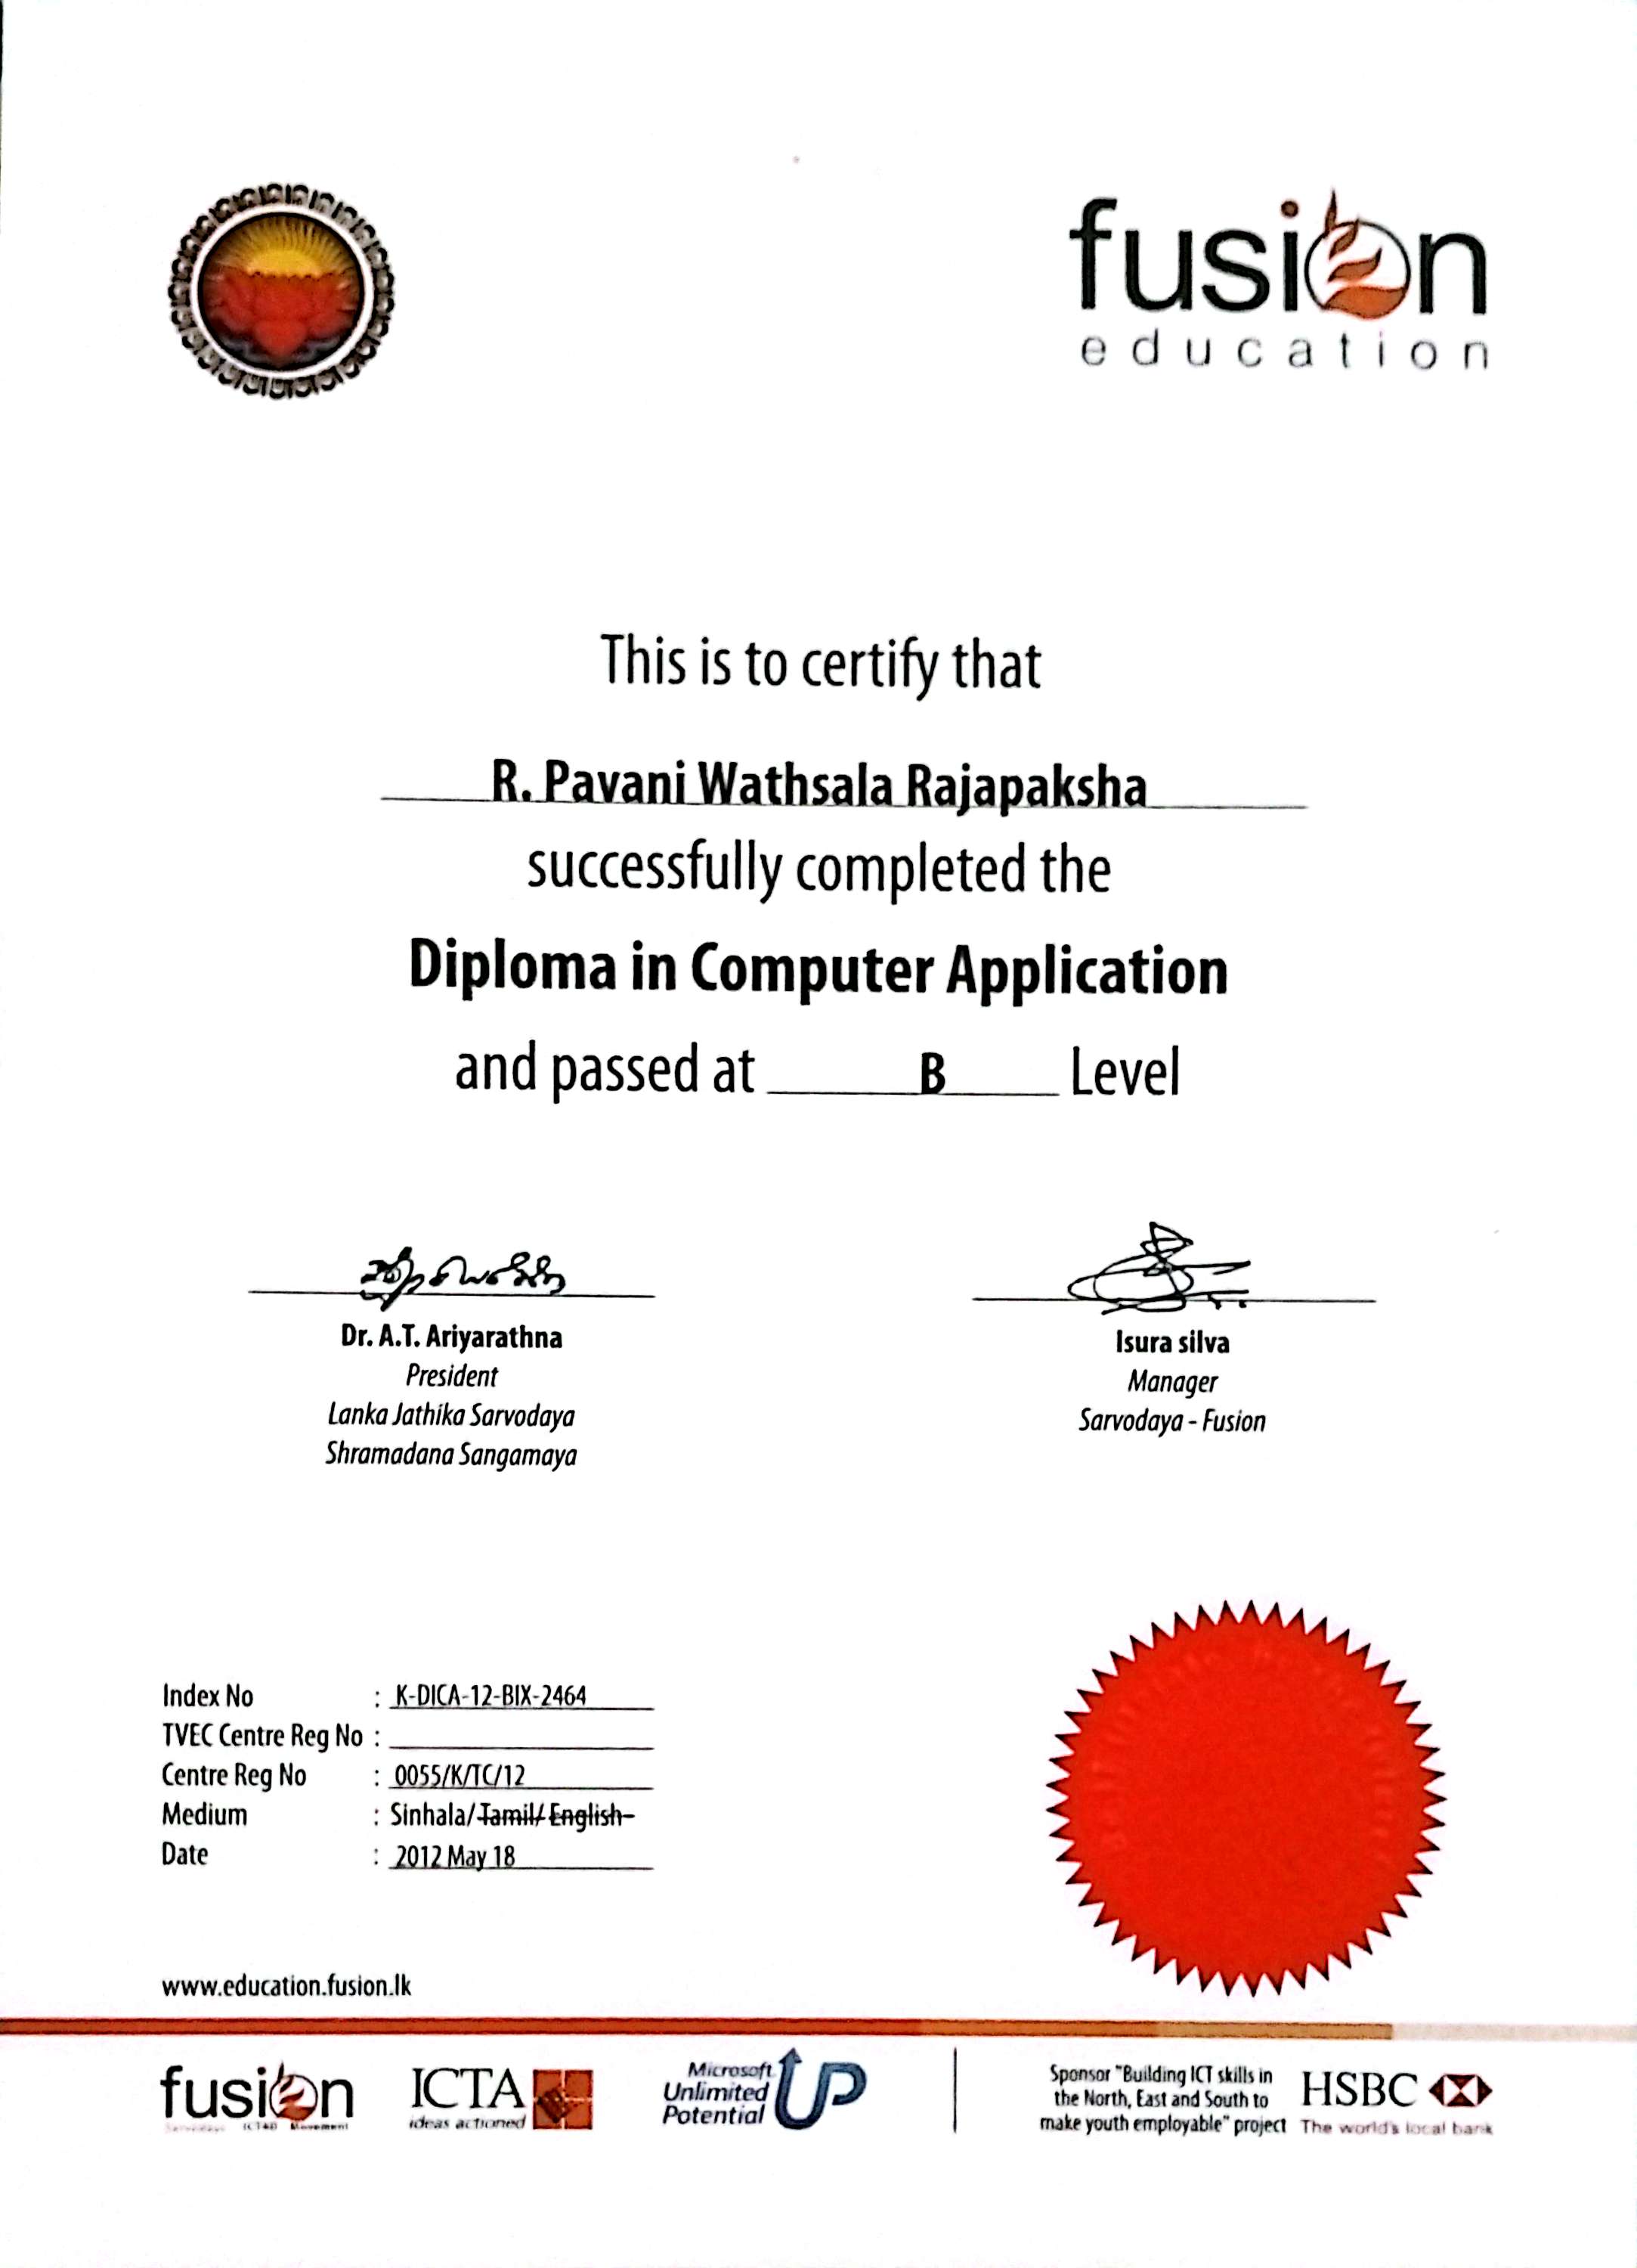 fusion
education
This is to certify that
R. Pavani Wathsala Rajapaksha
successfully completed the
Diploma in Computer Application
and passed at B Level
Dr. A.T. Ariyarathna
President
Lanka Jathika Sarvodaya
Shramadana Sangamaya
Isura silva
Manager
Sarvodaya - Fusion
Index No : K-DICA-12-BIX-2464
TVEC Centre Reg No :
Centre Reg No : 0055/K/TC/12
Medium : Sinhala/ Tamil/ English
Date : 2012 May 18
www.education.fusion.lk
fusion
Sarvodaya ICT4D Movement
ICTA
ideas actioned
Microsoft
Unlimited
Potential
UP
Sponsor "Building ICT skills in
the North, East and South to
make youth employable" project
HSBC
The world's local bank